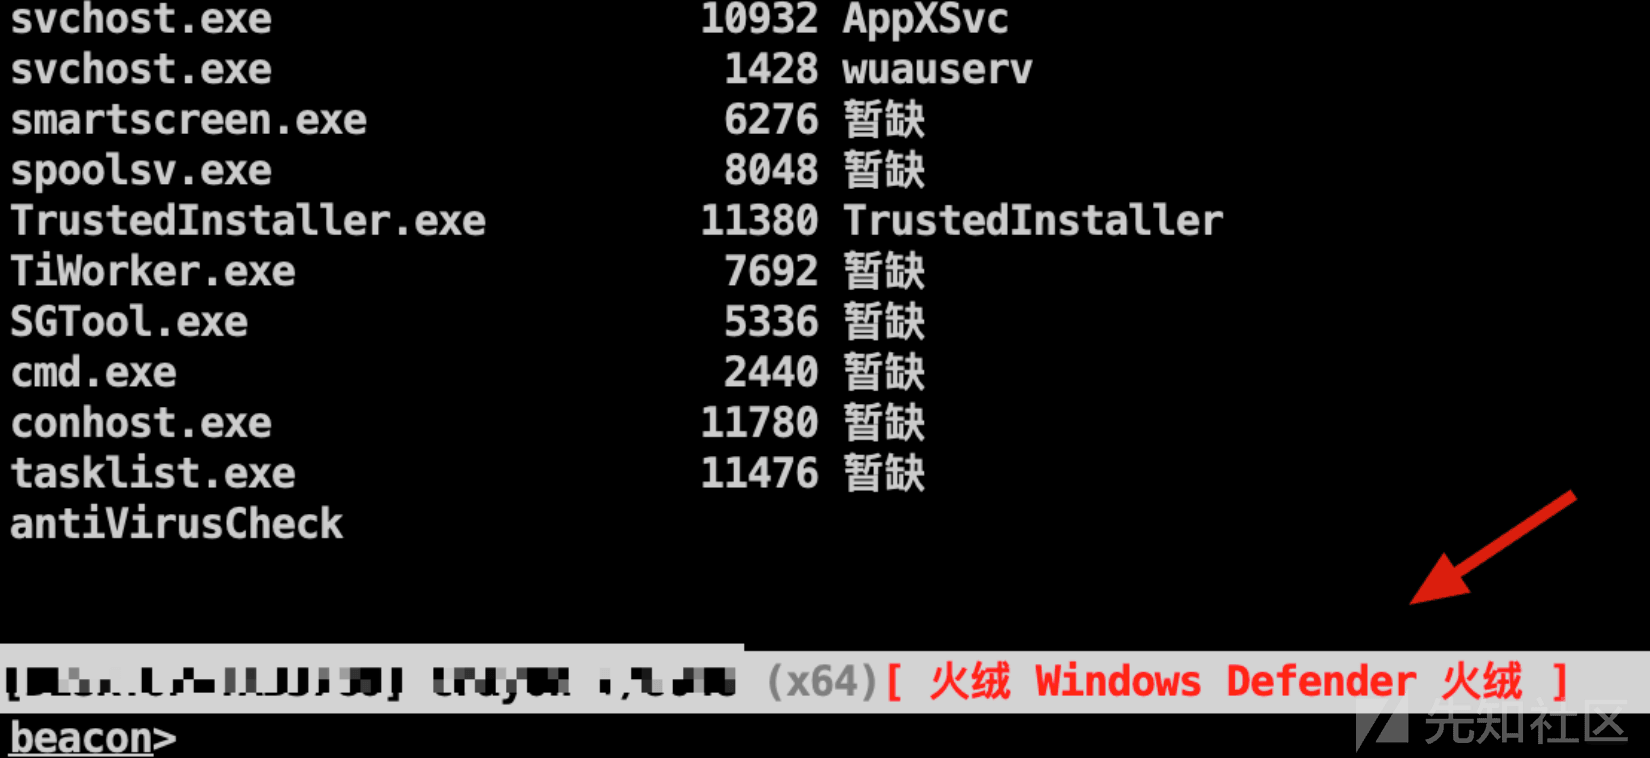 svchost.exe 10932 AppXSvc
svchost.exe 1428 wuauserv
smartscreen.exe 6276 暂缺
spoolsv.exe 8048 暂缺
TrustedInstaller.exe 11380 TrustedInstaller
TiWorker.exe 7692 暂缺
SGTool.exe 5336 暂缺
cmd.exe 2440 暂缺
conhost.exe 11780 暂缺
tasklist.exe 11476 暂缺
antiVirusCheck
(x64)[ 火绒 Windows Defender 火绒 ]
beacon>
先知社区